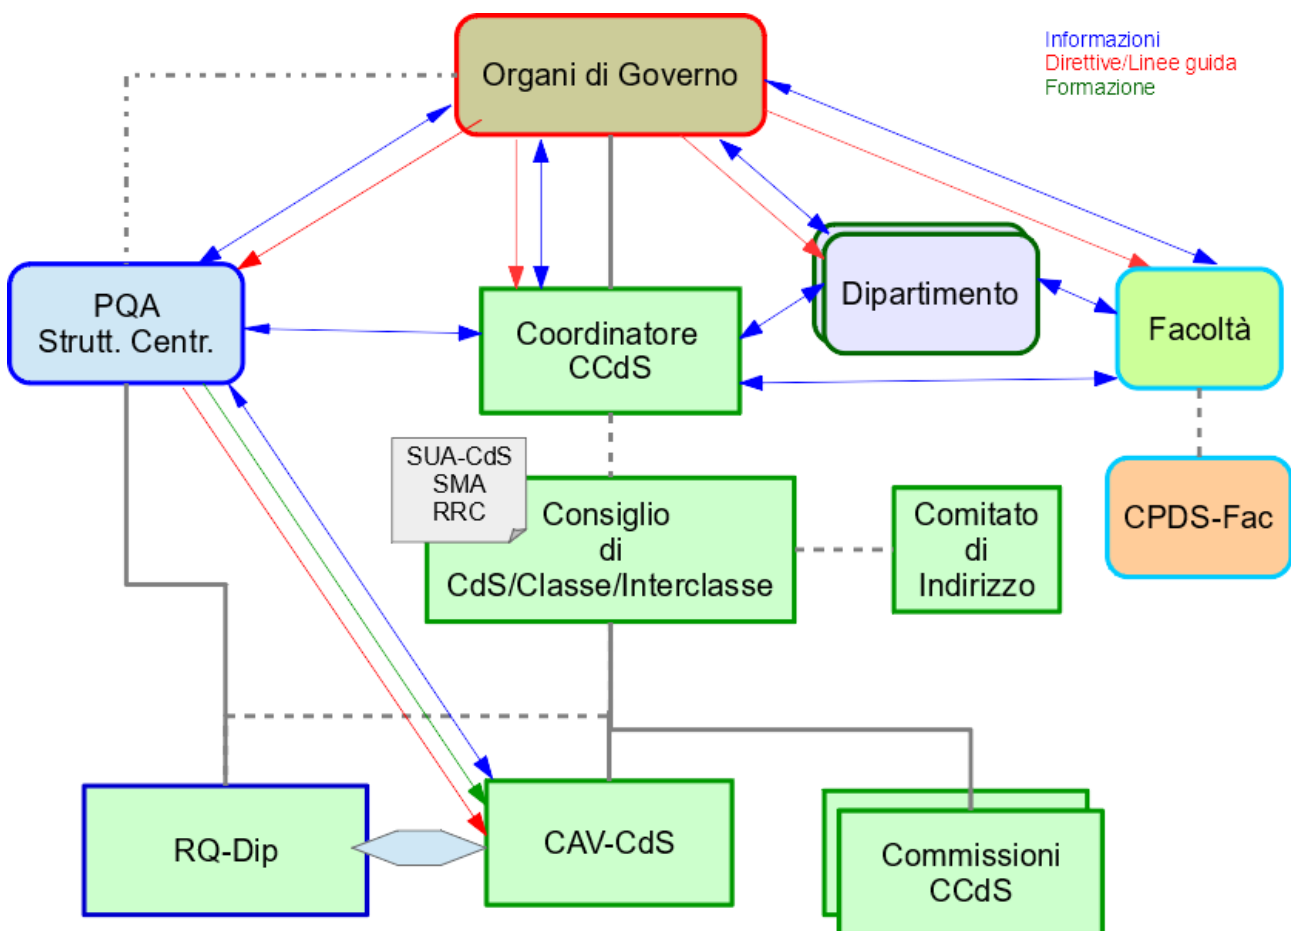 Organi di Governo
Informazioni
Direttive/Linee guida
Formazione
PQA
Strutt. Centr.
Coordinatore
CCdS
Dipartimento
Facoltà
SUA-CdS
SMA
RRC
Consiglio
di
CdS/Classe/Interclasse
Comitato
di
Indirizzo
CPDS-Fac
RQ-Dip
CAV-CdS
Commissioni
CCdS